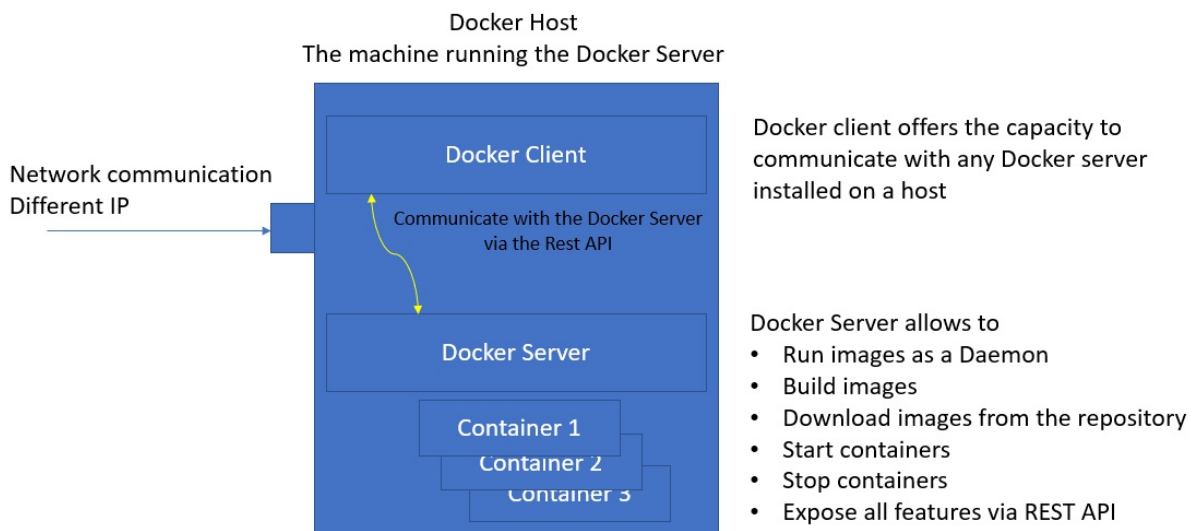 Docker Host
The machine running the Docker Server
Docker Client
Docker client offers the capacity to
communicate with any Docker server
installed on a host
Network communication
Different IP
Communicate with the Docker Server
via the Rest API
Docker Server
Container 1
Container 2
Container 3
Docker Server allows to
• Run images as a Daemon
• Build images
• Download images from the repository
• Start containers
• Stop containers
• Expose all features via REST API